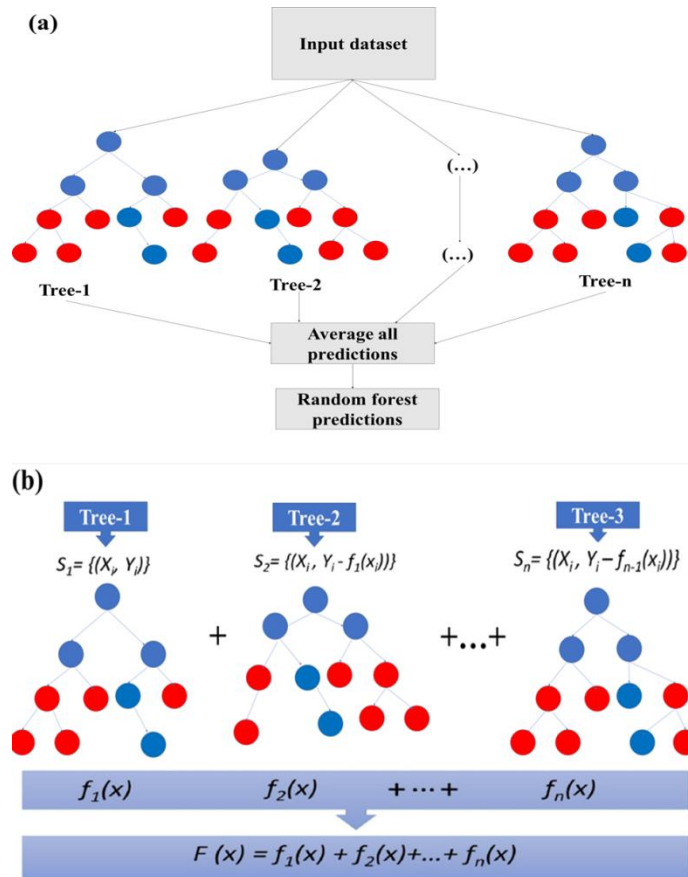 (a)
Input dataset
(...)
(...)
Tree-1
Tree-2
Tree-n
Average all
predictions
Random forest
predictions
(b)
Tree-1
Tree-2
Tree-3
S₁= {(Xᵢ, Yᵢ)}
S₂= {(Xᵢ , Yᵢ - f₁(xᵢ))}
Sₙ= {(Xᵢ , Yᵢ – fₙ₋₁(xᵢ))}
+
+...+
f₁(x)
f₂(x)
+ ... +
fₙ(x)
F (x) = f₁(x) + f₂(x)+...+ fₙ(x)